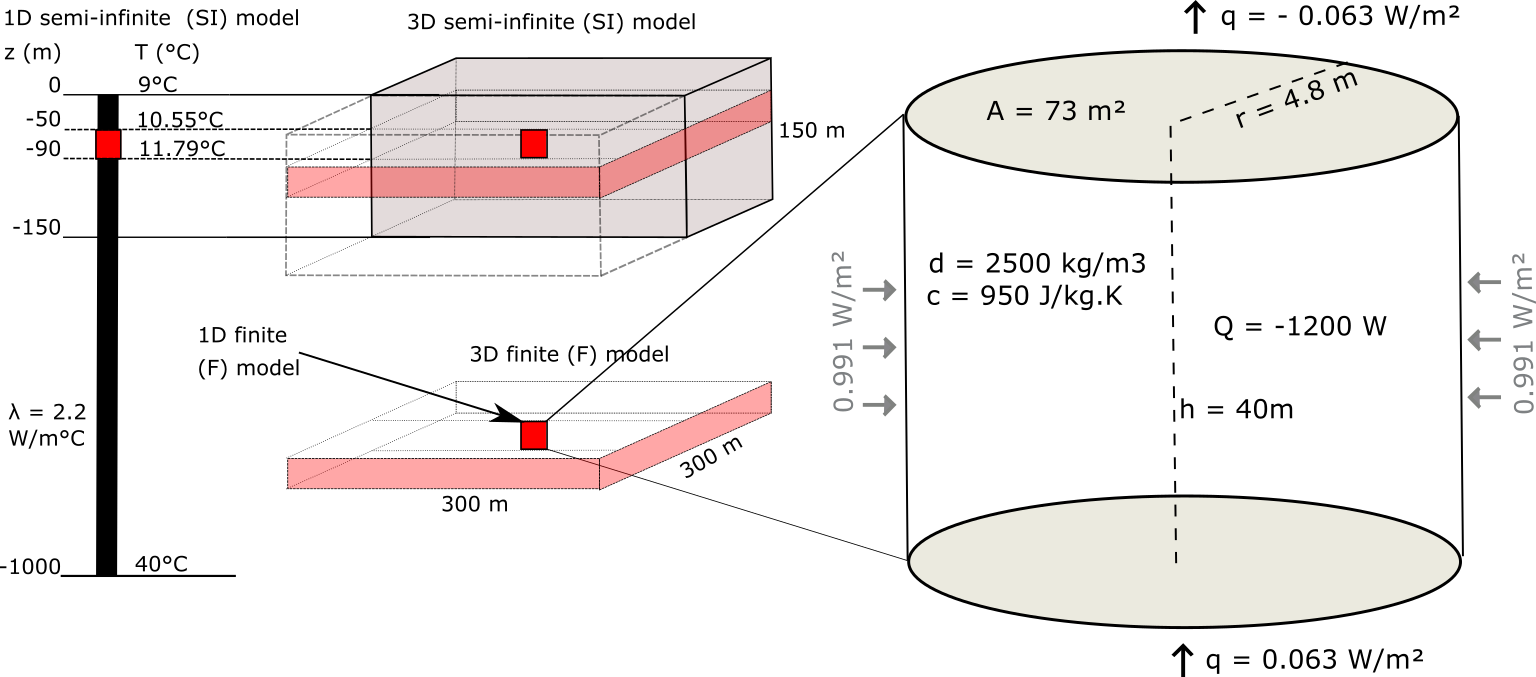 1D semi-infinite  (SI) model
z (m)
T (°C)
0
9°C
-50
10.55°C
-90
11.79°C
-150
λ = 2.2
W/m°C
-1000
40°C
3D semi-infinite (SI) model
150 m
1D finite
(F) model
3D finite (F) model
300 m
300 m
q = - 0.063 W/m²
A = 73 m²
r = 4.8 m
d = 2500 kg/m3
c = 950 J/kg.K
0.991 W/m²
Q = -1200 W
0.991 W/m²
h = 40m
q = 0.063 W/m²